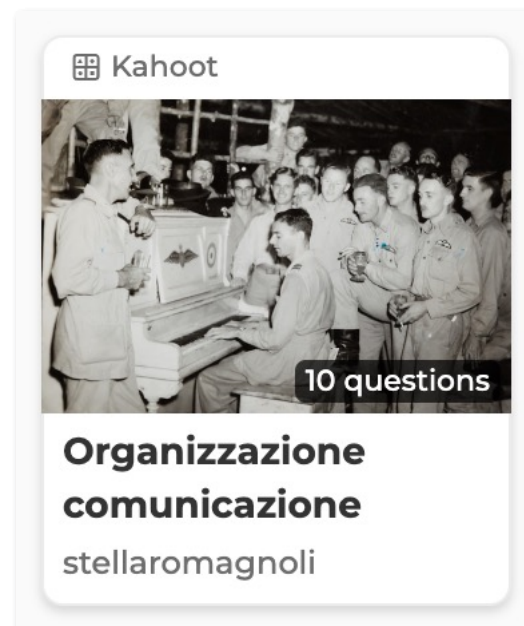 Kahoot
10 questions
Organizzazione
comunicazione
stellaromagnoli